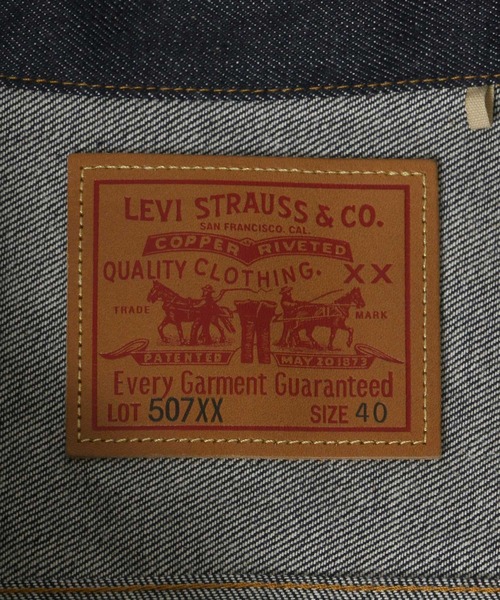 LEVI STRAUSS & CO.
SAN FRANCISCO. CAL.
COPPER RIVETED
QUALITY CLOTHING. XX
TRADE MARK
PATENTED MAY 20 1873
Every Garment Guaranteed
LOT 507XX SIZE 40